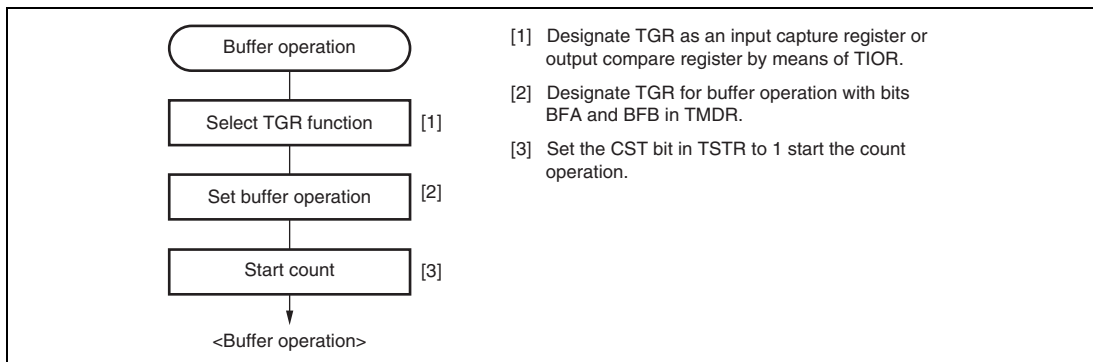 Buffer operation
Select TGR function
[1]
Set buffer operation
[2]
Start count
[3]
<Buffer operation>
[1] Designate TGR as an input capture register or
output compare register by means of TIOR.
[2] Designate TGR for buffer operation with bits
BFA and BFB in TMDR.
[3] Set the CST bit in TSTR to 1 start the count
operation.